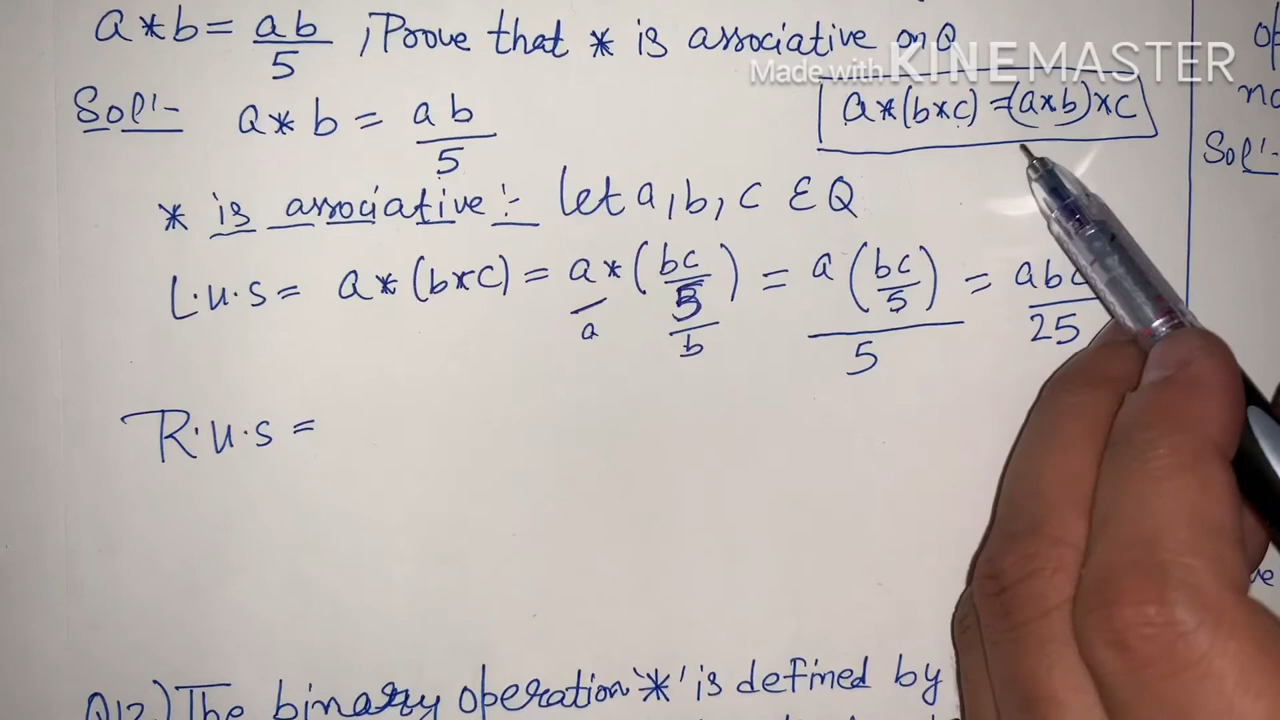 a*b = ab/5 , Prove that * is associative on Q
Made with KINEMASTER
Sol':- a* b = ab/5
a*(b*c) =(a*b)*c
* is associative :- let a, b, c ∈ Q
Sol':-
L.H.S = a*(b*c) = a*(bc/5) = a(bc/5)/5 = abc/25
a b
R.H.S =
Q12.) The binary operation '*' is defined by